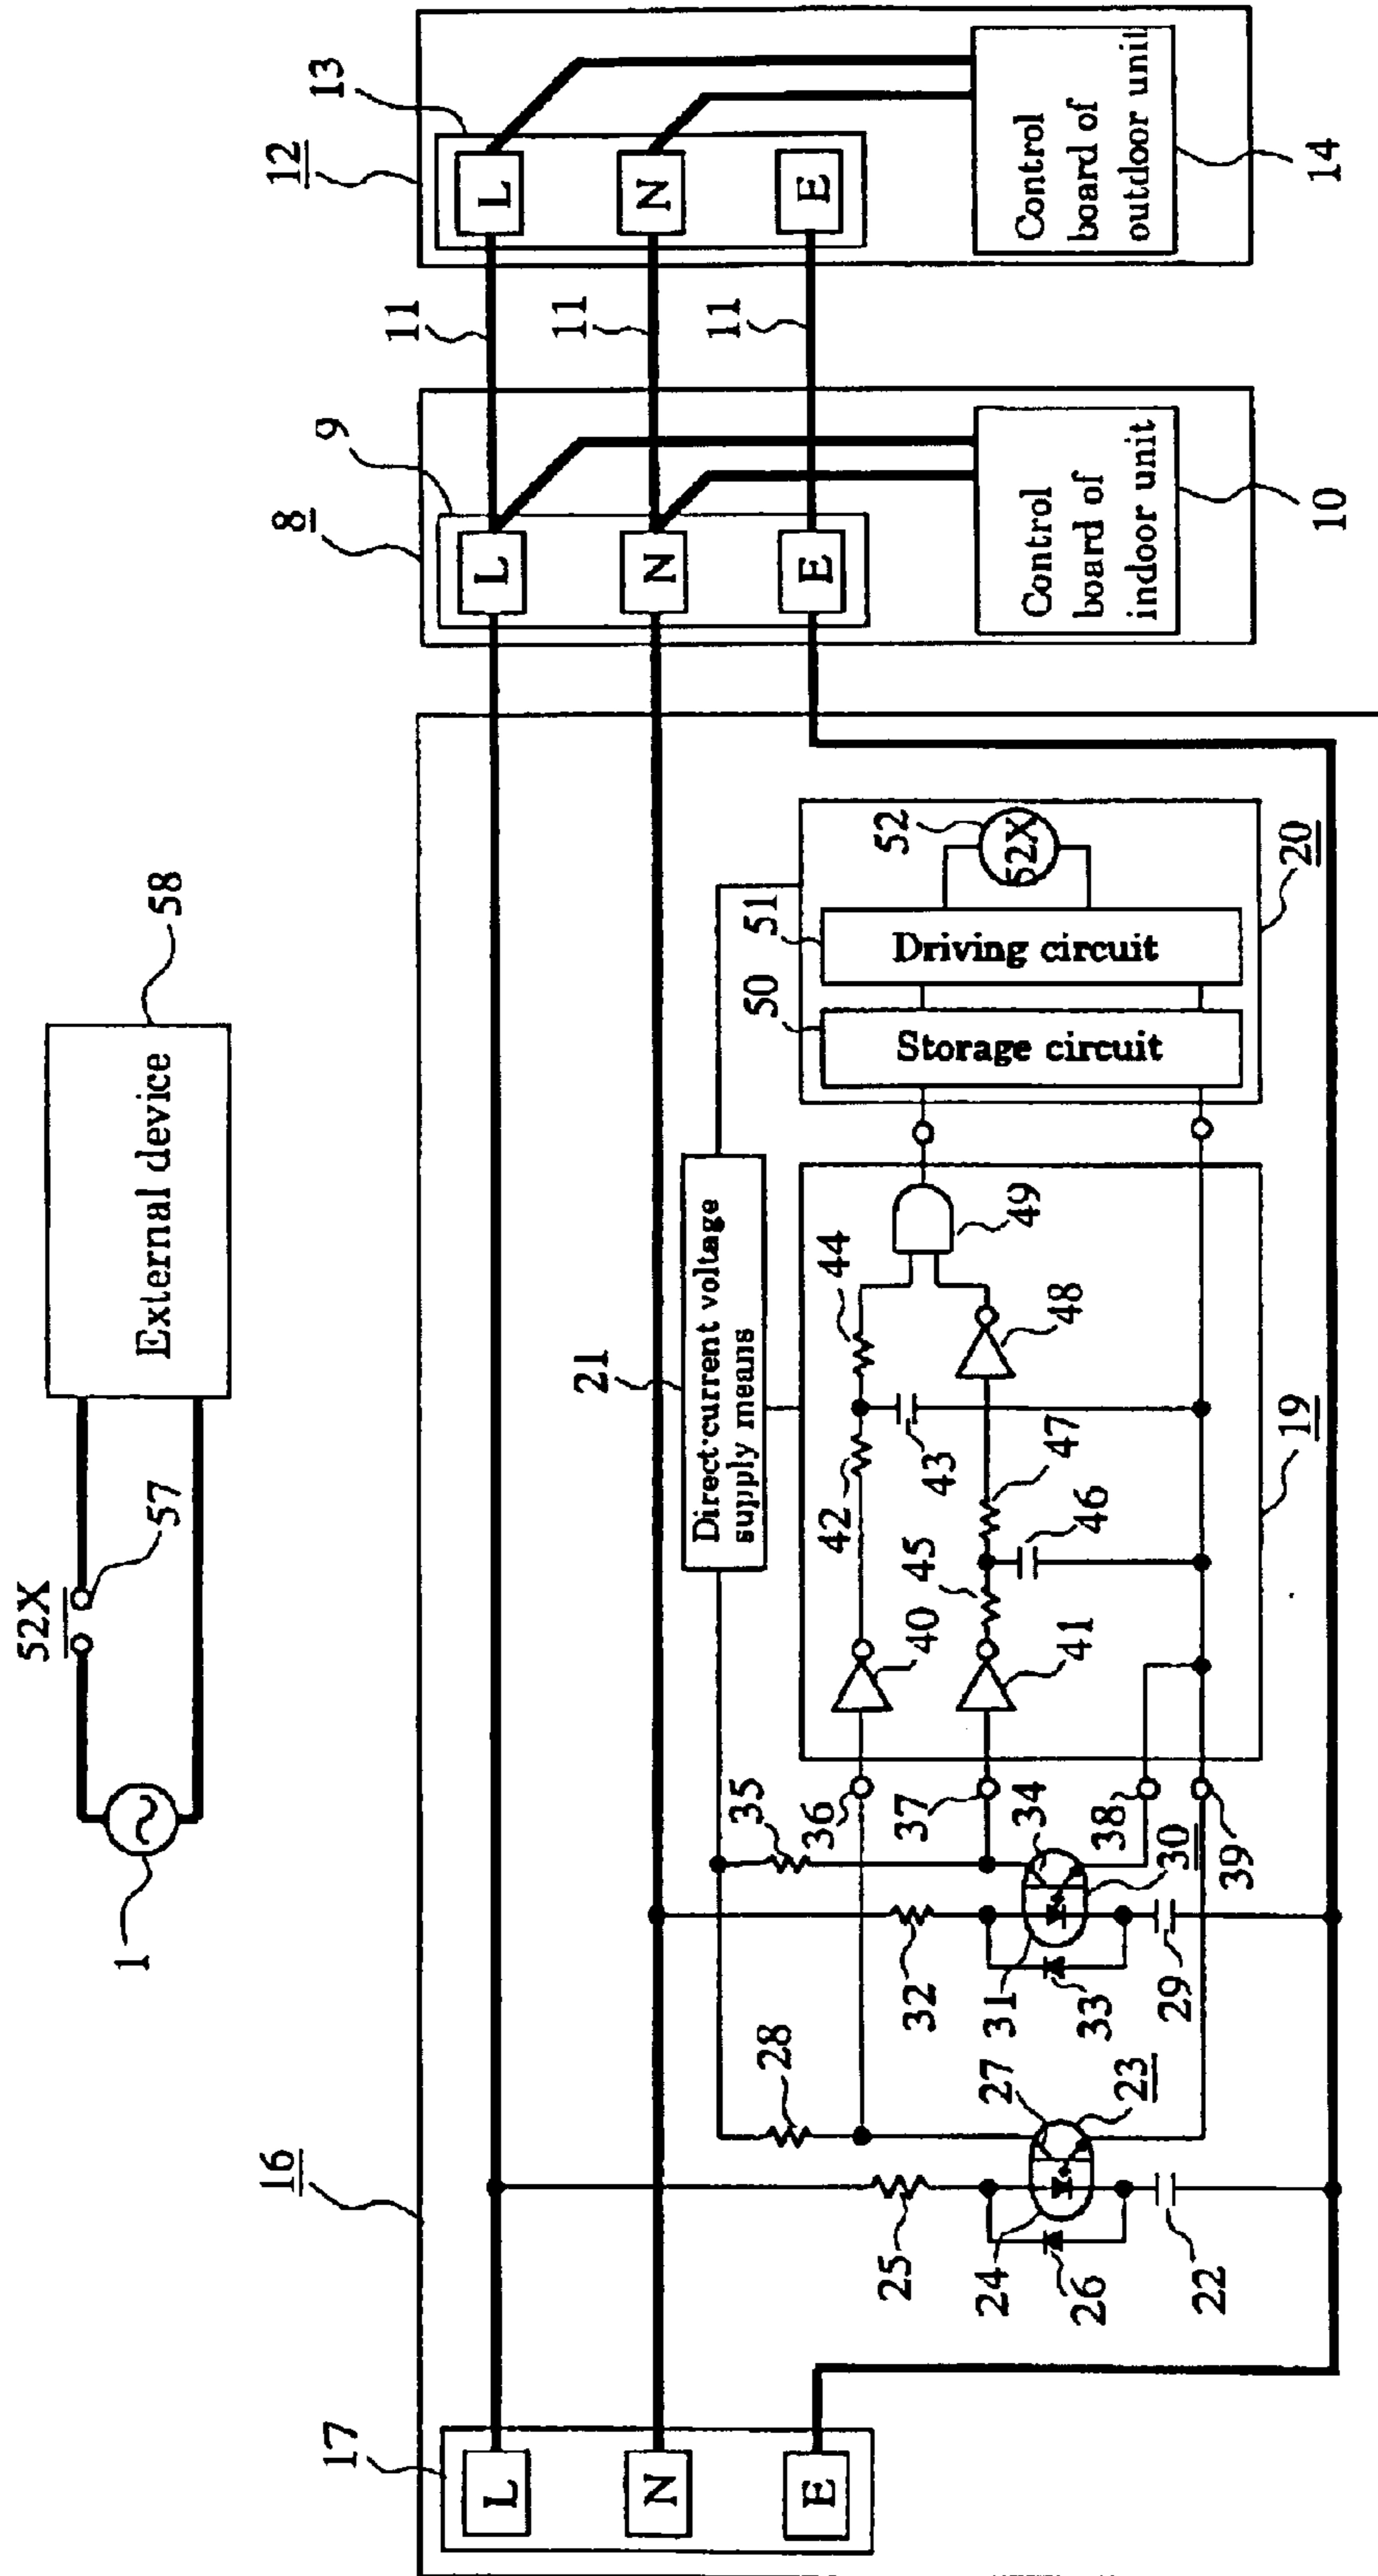 1
52X
57
External device
58
16
17
L
N
E
8
9
L
N
E
Control
board of
indoor unit
10
11
11
11
12
13
L
N
E
Control
board of
outdoor unit
14
21
Direct-current voltage
supply means
25
24
26
22
28
27
23
32
31
33
29
35
34
30
36
37
38
39
40
41
42
43
44
45
46
47
48
49
19
50
Storage circuit
51
Driving circuit
52
52X
20